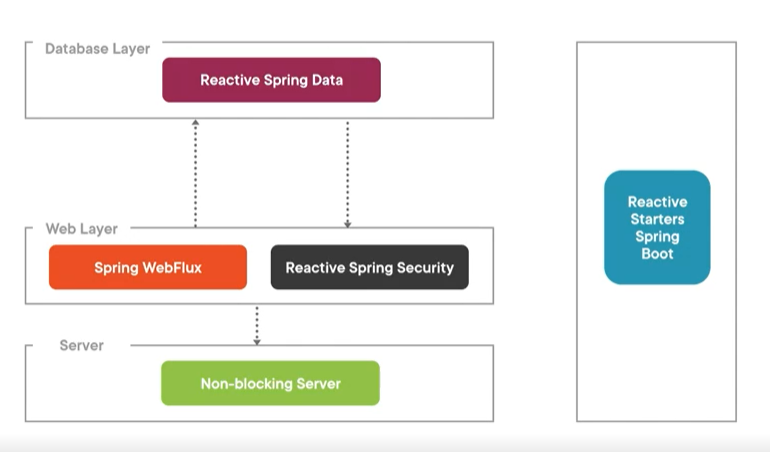 Database Layer
Reactive Spring Data
Web Layer
Spring WebFlux
Reactive Spring Security
Server
Non-blocking Server
Reactive
Starters
Spring
Boot